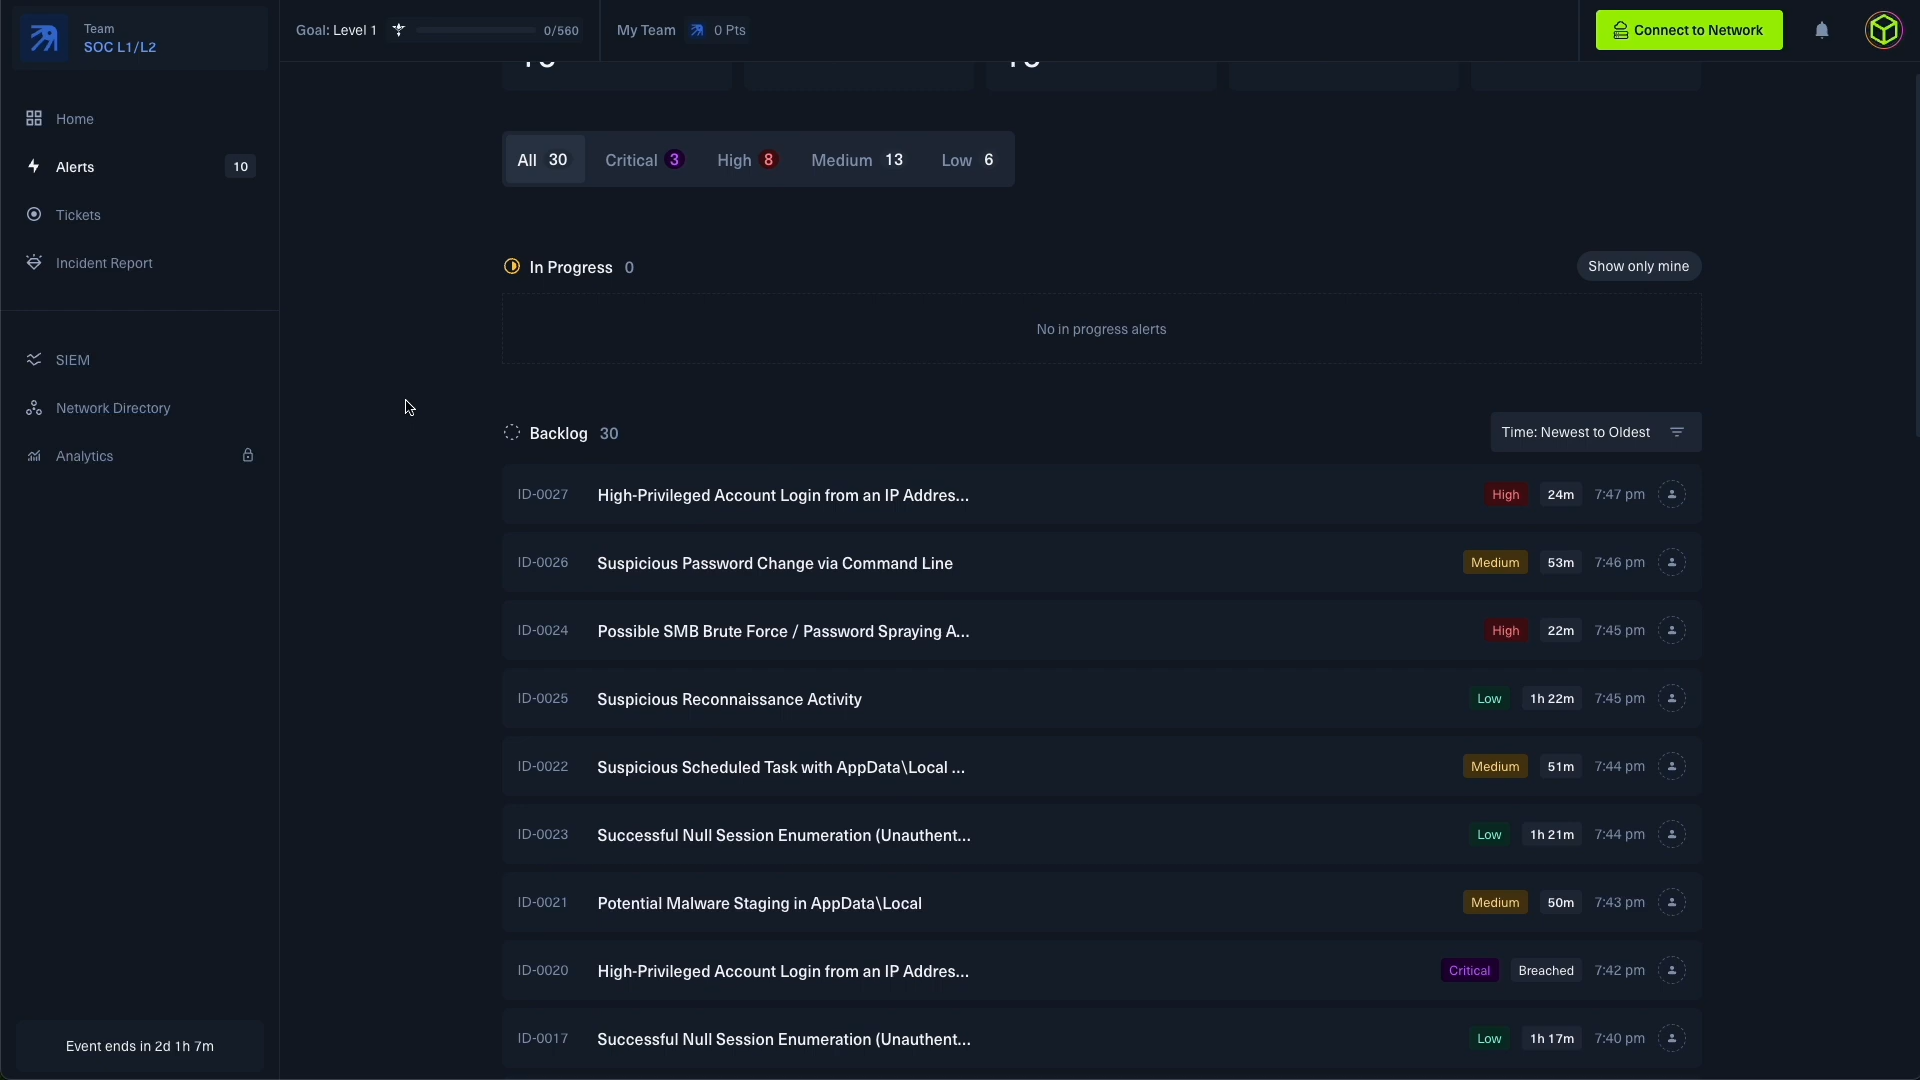 Team
SOC L1/L2
Goal: Level 1
0/560
My Team
0 Pts
Connect to Network
Home
Alerts
10
Tickets
Incident Report
SIEM
Network Directory
Analytics
Event ends in 2d 1h 7m
All 30
Critical 3
High 8
Medium 13
Low 6
In Progress 0
Show only mine
No in progress alerts
Backlog 30
Time: Newest to Oldest
ID-0027 High-Privileged Account Login from an IP Addres... High 24m 7:47 pm
ID-0026 Suspicious Password Change via Command Line Medium 53m 7:46 pm
ID-0024 Possible SMB Brute Force / Password Spraying A... High 22m 7:45 pm
ID-0025 Suspicious Reconnaissance Activity Low 1h 22m 7:45 pm
ID-0022 Suspicious Scheduled Task with AppData\Local ... Medium 51m 7:44 pm
ID-0023 Successful Null Session Enumeration (Unauthent... Low 1h 21m 7:44 pm
ID-0021 Potential Malware Staging in AppData\Local Medium 50m 7:43 pm
ID-0020 High-Privileged Account Login from an IP Addres... Critical Breached 7:42 pm
ID-0017 Successful Null Session Enumeration (Unauthent... Low 1h 17m 7:40 pm